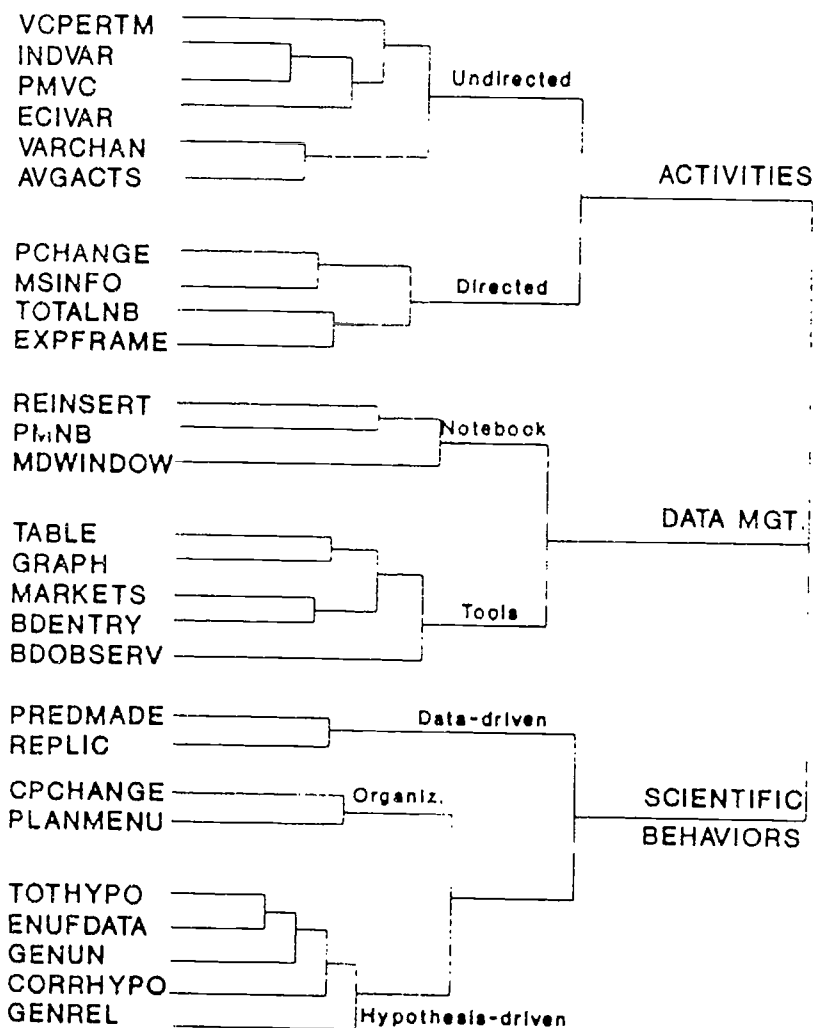 VCPERTM
INDVAR
PMVC
ECIVAR
VARCHAN
AVGACTS
Undirected
ACTIVITIES
PCHANGE
MSINFO
TOTALNB
EXPFRAME
Directed
REINSERT
PMNB
MDWINDOW
Notebook
TABLE
GRAPH
MARKETS
BDENTRY
BDOBSERV
Tools
DATA MGT.
PREDMADE
REPLIC
Data-driven
CPCHANGE
PLANMENU
Organiz.
SCIENTIFIC
BEHAVIORS
TOTHYPO
ENUFDATA
GENUN
CORRHYPO
GENREL
Hypothesis-driven